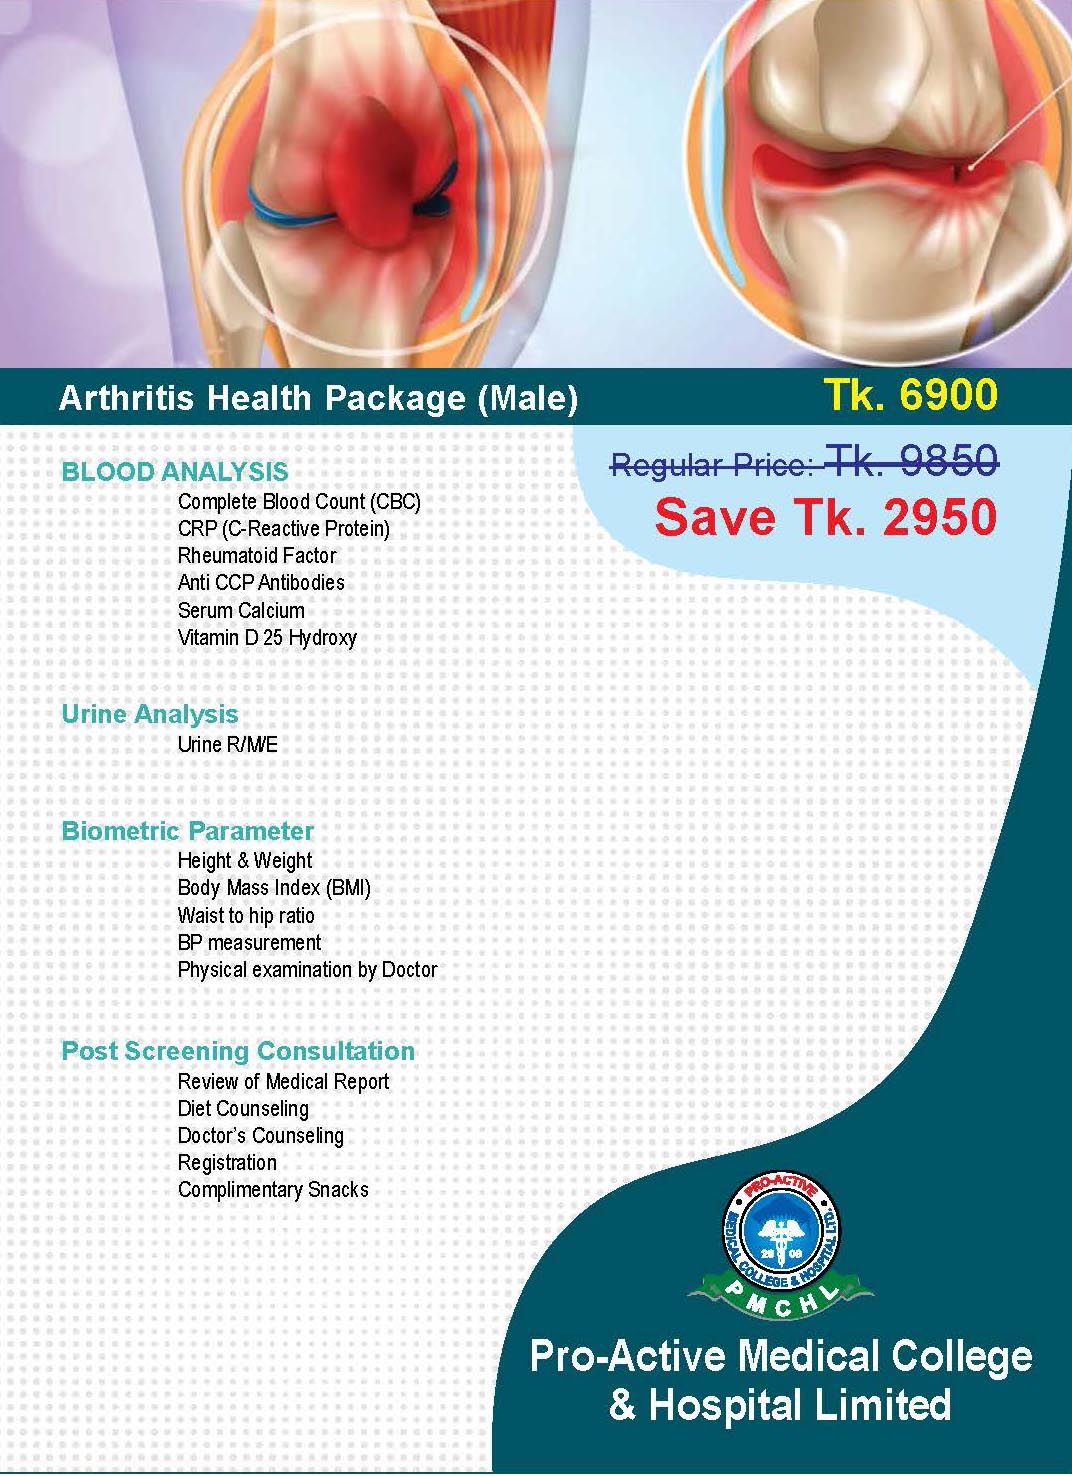 Arthritis Health Package (Male)
Tk. 6900
Regular Price: Tk. 9850
Save Tk. 2950
BLOOD ANALYSIS
Complete Blood Count (CBC)
CRP (C-Reactive Protein)
Rheumatoid Factor
Anti CCP Antibodies
Serum Calcium
Vitamin D 25 Hydroxy
Urine Analysis
Urine R/M/E
Biometric Parameter
Height & Weight
Body Mass Index (BMI)
Waist to hip ratio
BP measurement
Physical examination by Doctor
Post Screening Consultation
Review of Medical Report
Diet Counseling
Doctor's Counseling
Registration
Complimentary Snacks
PRO-ACTIVE
MEDICAL COLLEGE & HOSPITAL LTD.
20 08
PMCHL
Pro-Active Medical College
& Hospital Limited